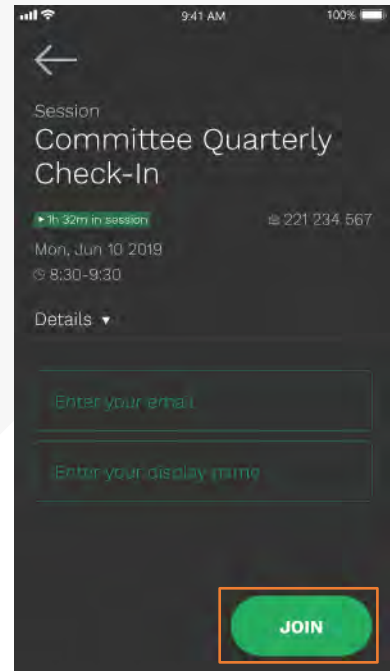 9:41 AM
100%
Session
Committee Quarterly
Check-In
1h 32m in session
221 234 567
Mon, Jun 10 2019
8:30-9:30
Details
Enter your email
Enter your display name
JOIN